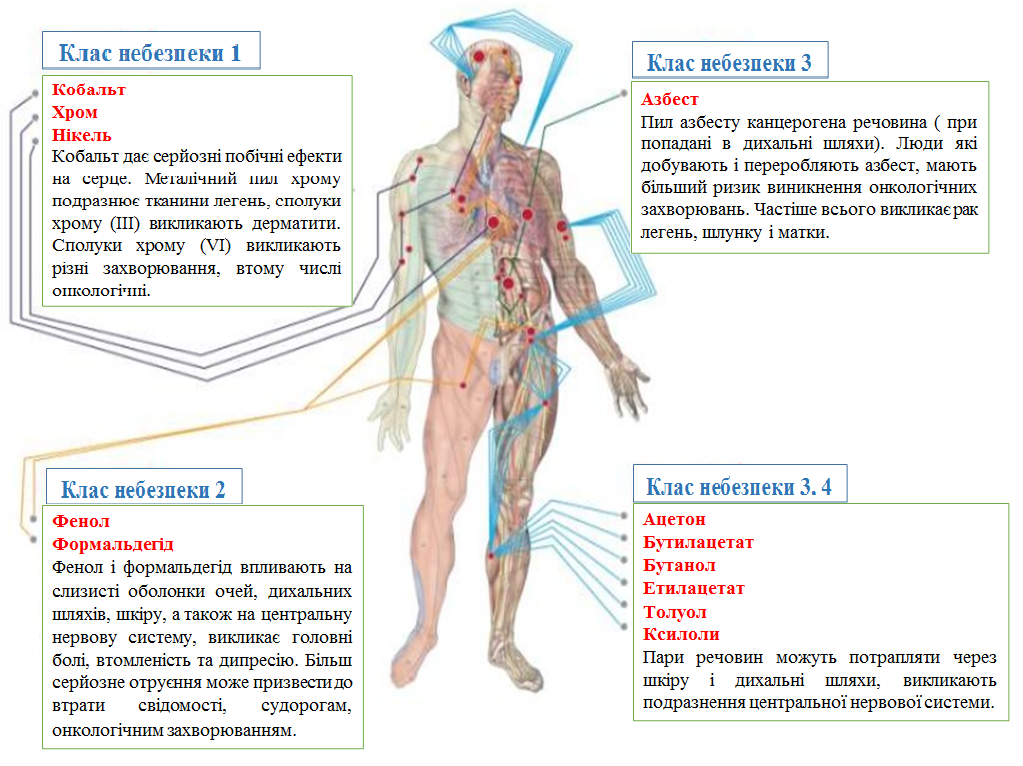 Клас небезпеки 1
Кобальт
Хром
Нікель
Кобальт дає серйозні побічні ефекти
на серце. Металічний пил хрому
подразнює тканини легень, сполуки
хрому (III) викликають дерматити.
Сполуки хрому (VI) викликають
різні захворювання, втому числі
онкологічні.
Клас небезпеки 3
Азбест
Пил азбесту канцерогена речовина ( при
попадані в дихальні шляхи). Люди які
добувають і переробляють азбест, мають
більший ризик виникнення онкологічних
захворювань. Частіше всього викликає рак
легень, шлунку і матки.
Клас небезпеки 2
Фенол
Формальдегід
Фенол і формальдегід впливають на
слизисті оболонки очей, дихальних
шляхів, шкіру, а також на центральну
нервову систему, викликає головні
болі, втомленість та дипресію. Більш
серйозне отруєння може призвести до
втрати свідомості, судорогам,
онкологічним захворюванням.
Клас небезпеки 3. 4
Ацетон
Бутилацетат
Бутанол
Етилацетат
Толуол
Ксилоли
Пари речовин можуть потрапляти через
шкіру і дихальні шляхи, викликають
подразнення центральної нервової системи.